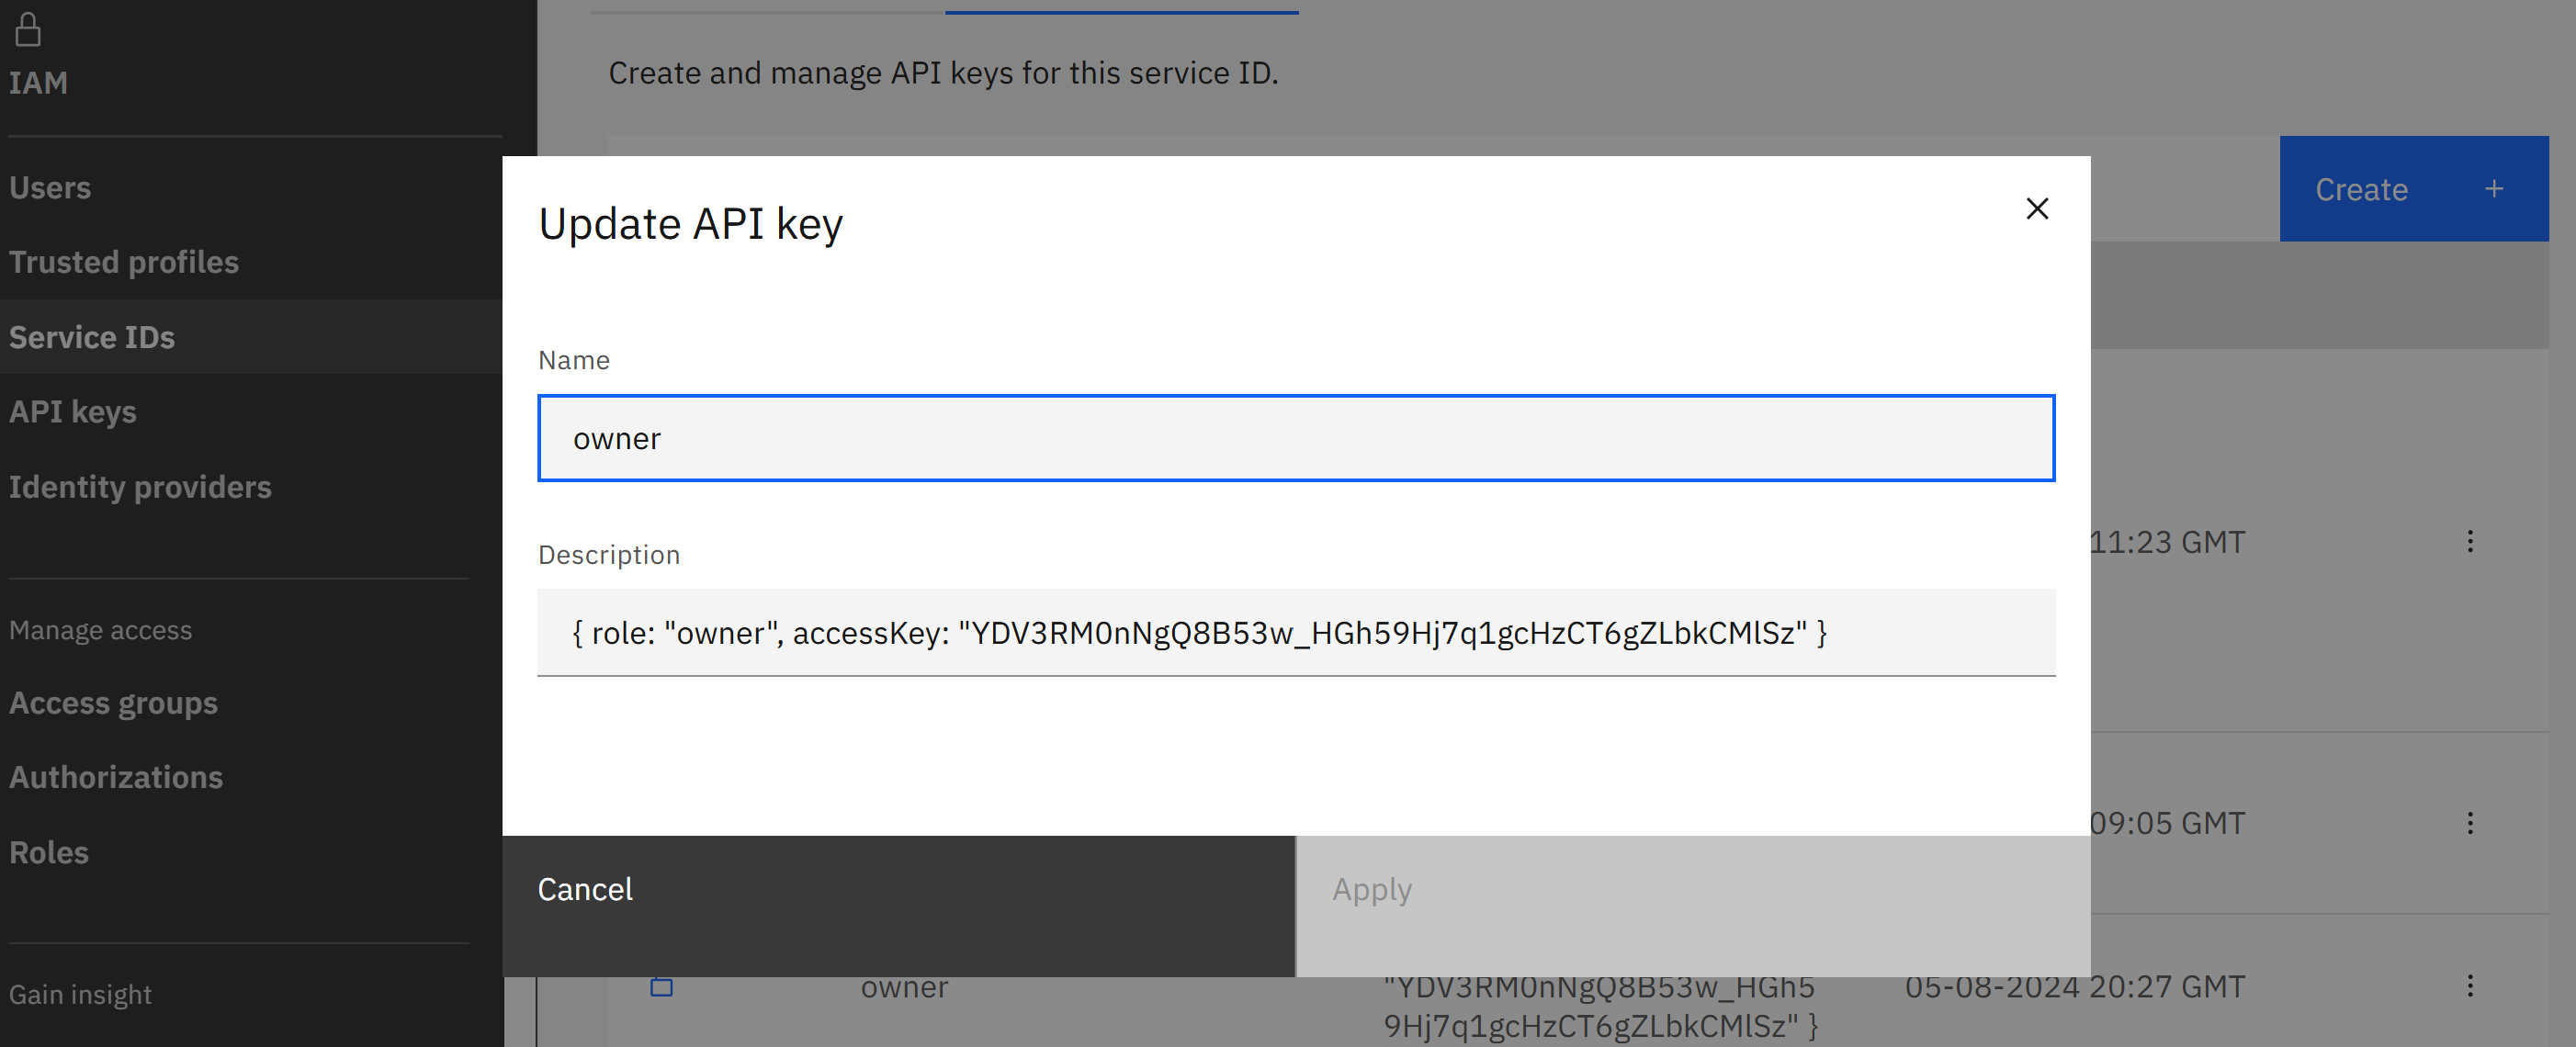 IAM
Users
Trusted profiles
Service IDs
API keys
Identity providers
Manage access
Access groups
Authorizations
Roles
Gain insight
Create and manage API keys for this service ID.
Create +
Update API key
Name
owner
Description
{ role: "owner", accessKey: "YDV3RM0nNgQ8B53w_HGh59Hj7q1gcHzCT6gZLbkCMlSz" }
Cancel
Apply
11:23 GMT
09:05 GMT
owner
"YDV3RM0nNgQ8B53w_HGh5
05-08-2024 20:27 GMT
9Hj7q1gcHzCT6gZLbkCMlSz" }